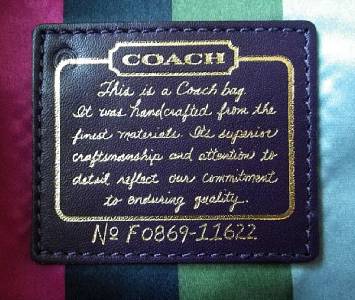 COACH
This is a Coach bag.
It was handcrafted from the
finest materials. Its superior
craftsmanship and attention to
detail reflect our commitment
to enduring quality.
No F0869-11622